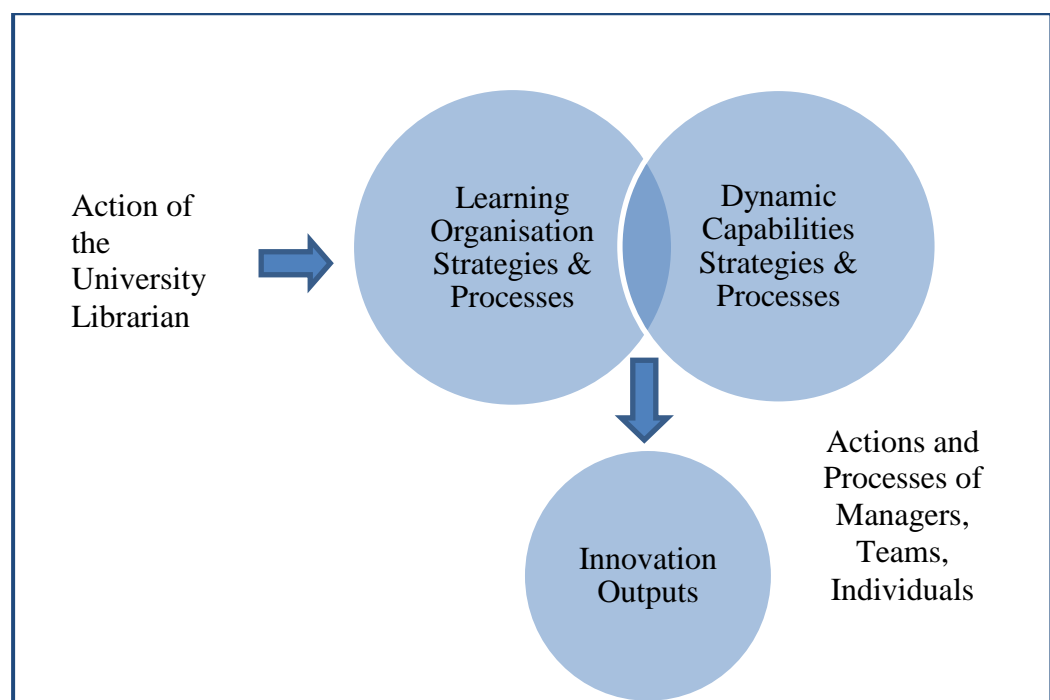 Action of
the
University
Librarian
Learning
Organisation
Strategies &
Processes
Dynamic
Capabilities
Strategies &
Processes
Actions and
Processes of
Managers,
Teams,
Individuals
Innovation
Outputs